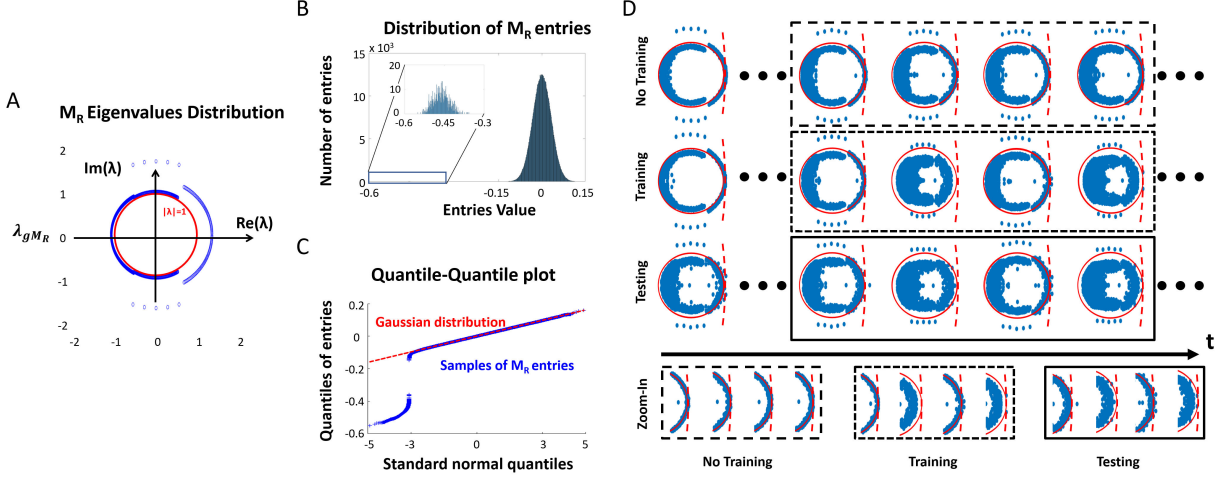 A
M_R Eigenvalues Distribution
2
1
0
-1
-2
λ_gM_R
Im(λ)
Re(λ)
|λ|=1
-2
-1
0
1
2
B
Distribution of M_R entries
x 10^3
Number of entries
15
12
9
6
3
0
20
10
0
-0.6
-0.45
-0.3
-0.6
-0.15
0
0.15
Entries Value
C
Quantile-Quantile plot
Quantiles of entries
0.2
0
-0.2
-0.4
-0.6
Gaussian distribution
Samples of M_R entries
-5
-3
0
3
5
Standard normal quantiles
D
No Training
Training
Testing
t
Zoom-In
No Training
Training
Testing